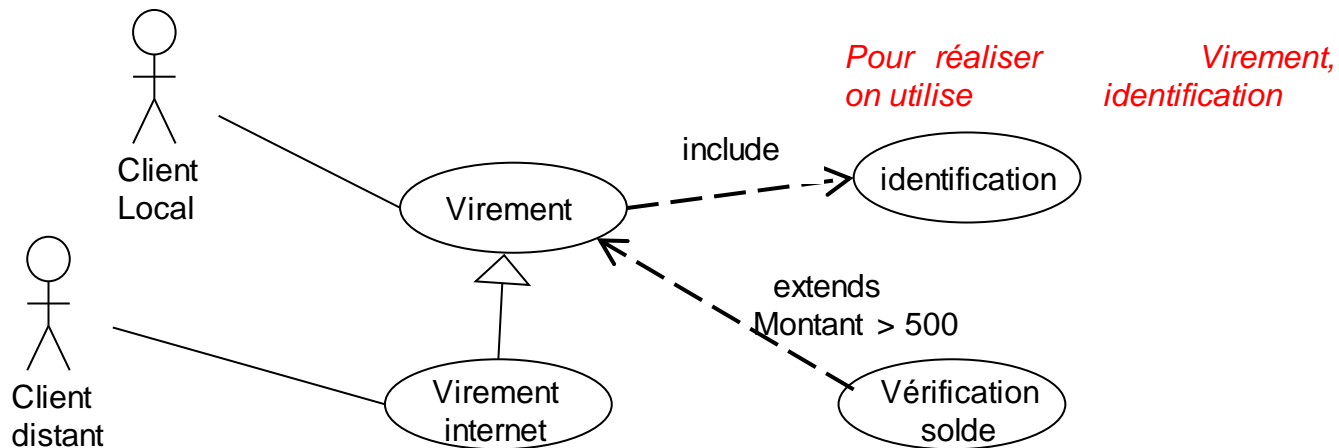 Pour réaliser Virement,
on utilise identification
include
identification
Client
Local
Virement
extends
Montant > 500
Client
distant
Virement
internet
Vérification
solde